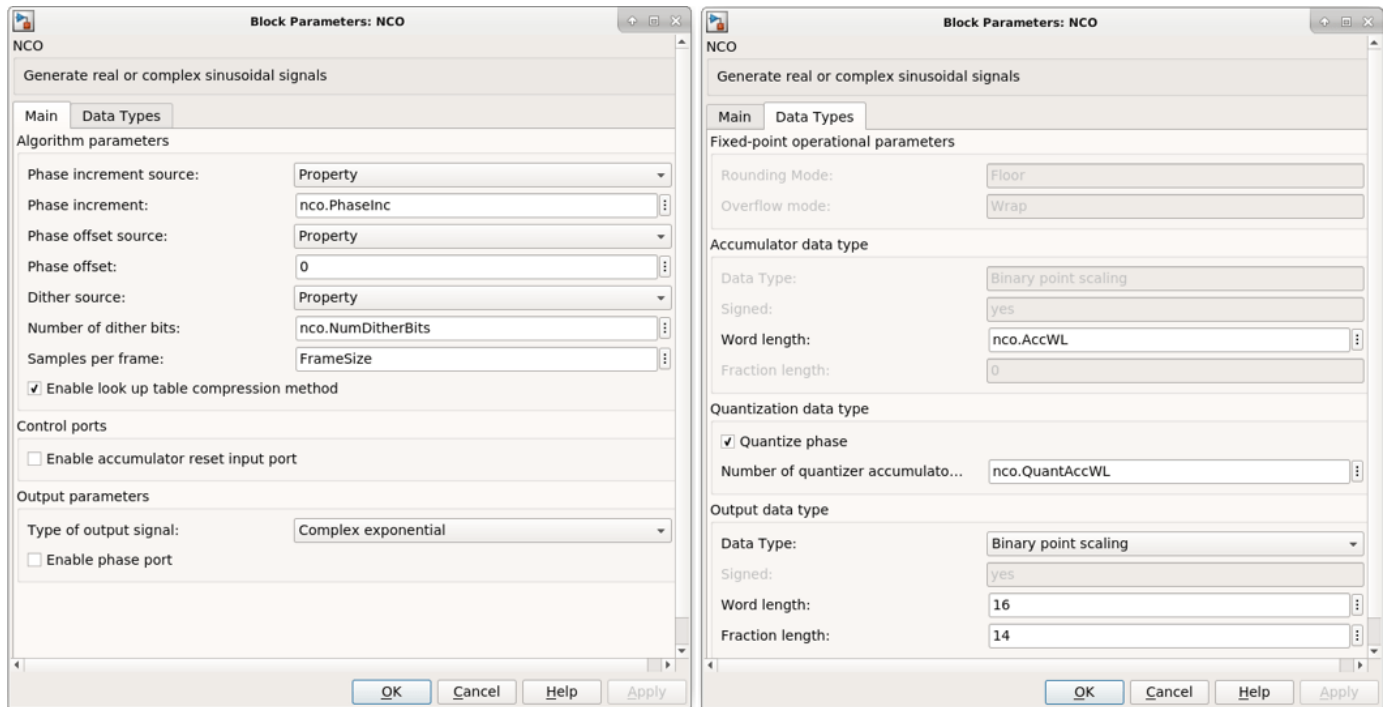 Block Parameters: NCO
NCO
Generate real or complex sinusoidal signals
Main Data Types
Algorithm parameters
Phase increment source: Property
Phase increment: nco.PhaseInc
Phase offset source: Property
Phase offset: 0
Dither source: Property
Number of dither bits: nco.NumDitherBits
Samples per frame: FrameSize
Enable look up table compression method
Control ports
Enable accumulator reset input port
Output parameters
Type of output signal: Complex exponential
Enable phase port
OK Cancel Help Apply
Block Parameters: NCO
NCO
Generate real or complex sinusoidal signals
Main Data Types
Fixed-point operational parameters
Rounding Mode: Floor
Overflow mode: Wrap
Accumulator data type
Data Type: Binary point scaling
Signed: yes
Word length: nco.AccWL
Fraction length: 0
Quantization data type
Quantize phase
Number of quantizer accumulato... nco.QuantAccWL
Output data type
Data Type: Binary point scaling
Signed: yes
Word length: 16
Fraction length: 14
OK Cancel Help Apply